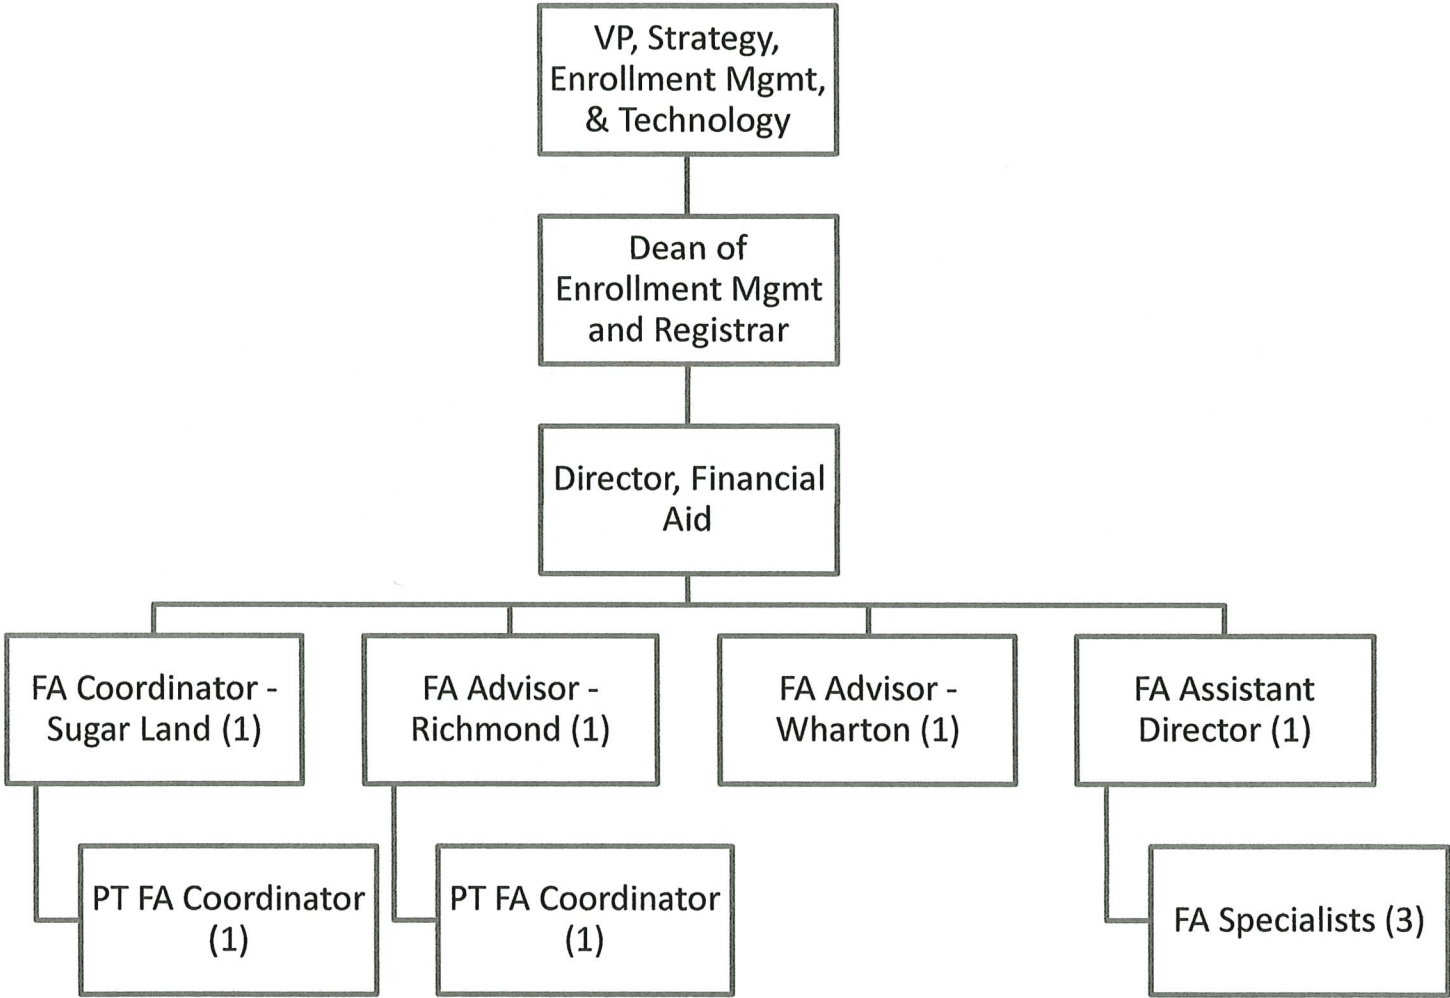 VP, Strategy,
Enrollment Mgmt,
& Technology
Dean of
Enrollment Mgmt
and Registrar
Director, Financial
Aid
FA Coordinator -
Sugar Land (1)
FA Advisor -
Richmond (1)
FA Advisor -
Wharton (1)
FA Assistant
Director (1)
PT FA Coordinator
(1)
PT FA Coordinator
(1)
FA Specialists (3)